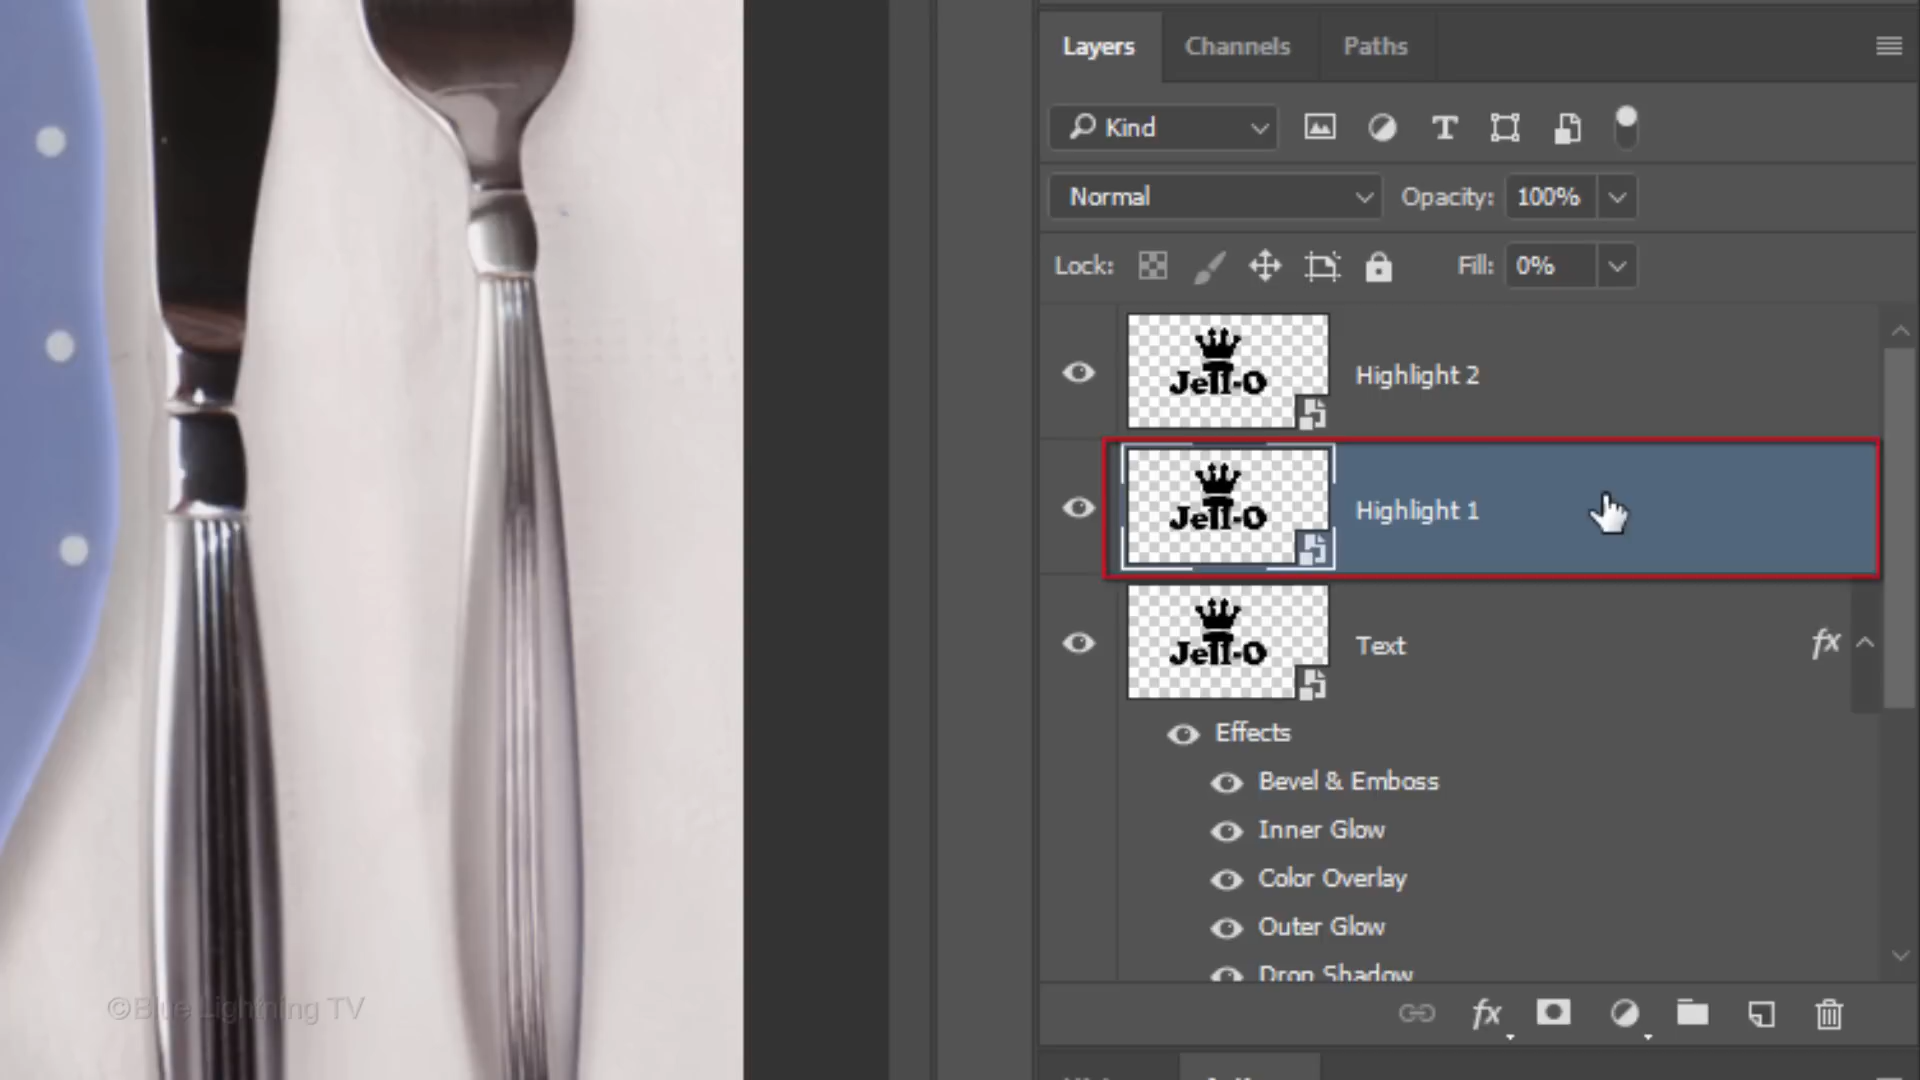 Layers Channels Paths
Kind
T
Normal Opacity: 100%
Lock: Fill: 0%
Jell-O Highlight 2
Jell-O Highlight 1
Jell-O Text fx
Effects
Bevel & Emboss
Inner Glow
Color Overlay
Outer Glow
Drop Shadow
©Blue Lightning TV
fx